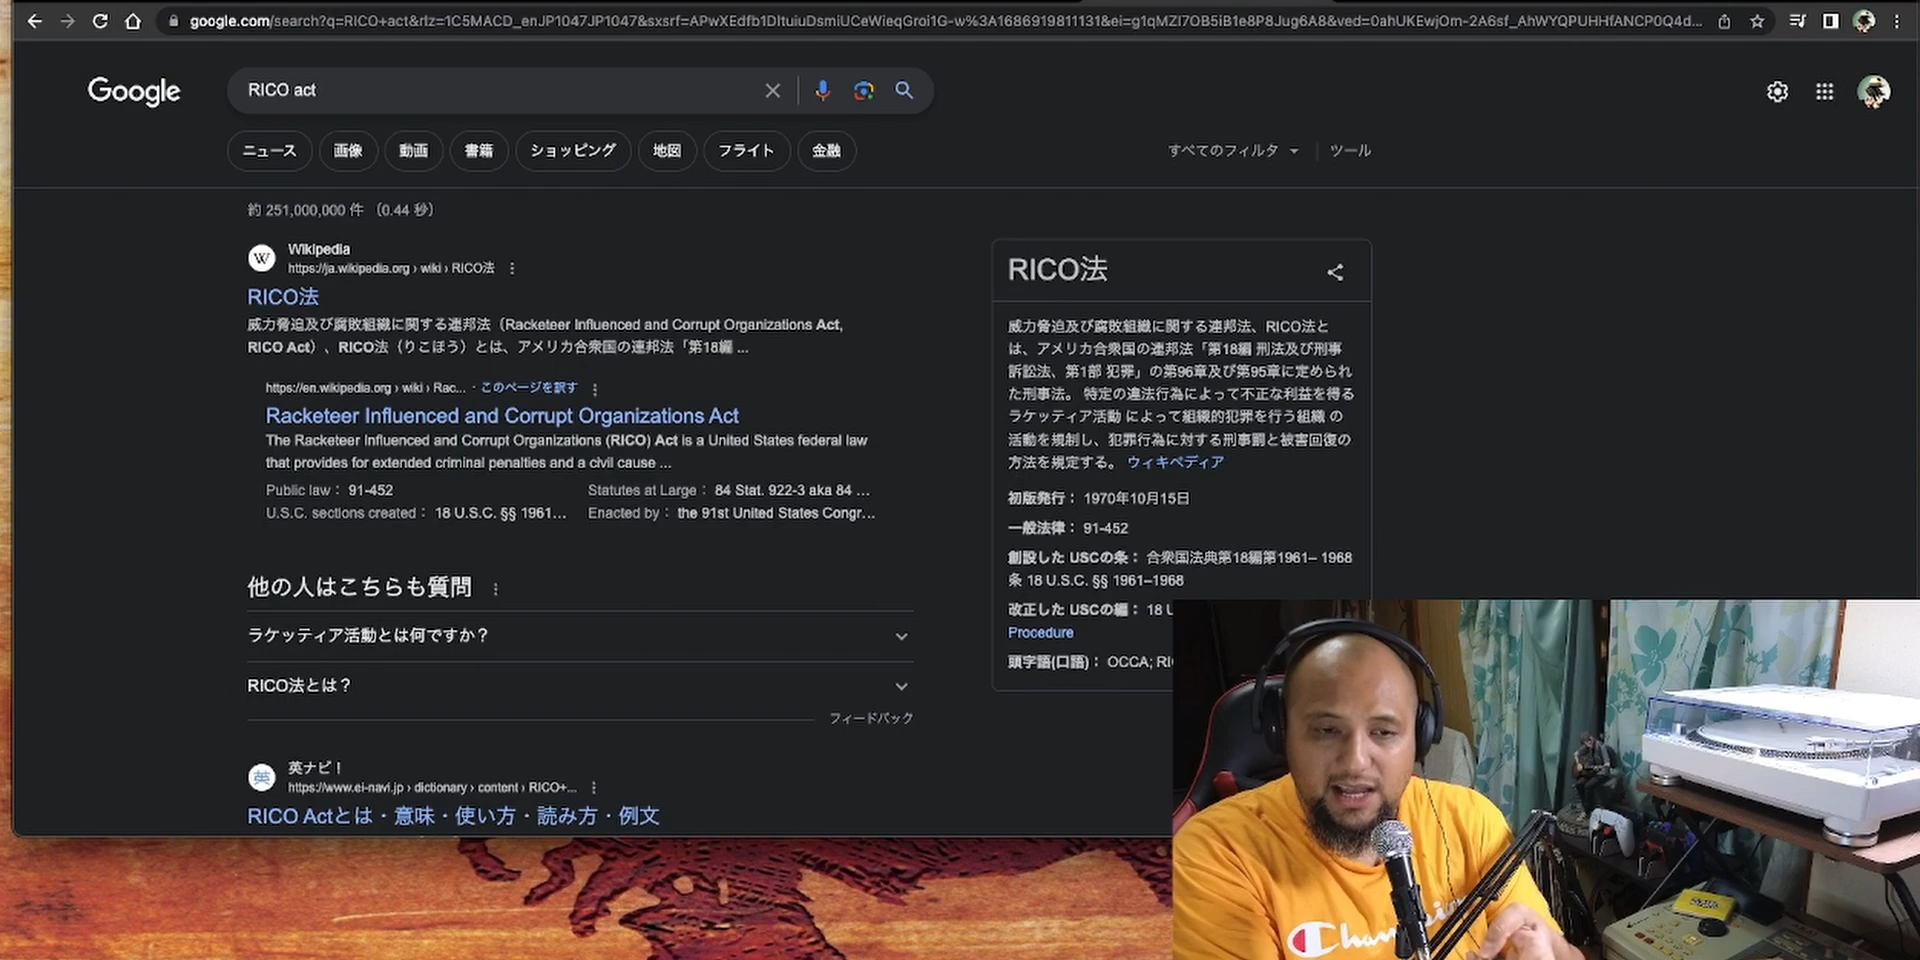 google.com/search?q=RICO+act&rlz=1C5MACD_enJP1047JP1047&sxsrf=APwXEdfb1DItuiuDsmiUCeWieqGroi1G-w%3A1686919811131&ei=g1qMZI7OB5iB1e8P8Jug6A8&ved=0ahUKEwjOm-2A6sf_AhWYQPUHHfANCP0Q4d...
Google
RICO act
ニュース
画像
動画
書籍
ショッピング
地図
フライト
金融
すべてのフィルタ
ツール
約 251,000,000 件 （0.44 秒）
W
Wikipedia
https://ja.wikipedia.org › wiki › RICO法
RICO法
威力脅迫及び腐敗組織に関する連邦法（Racketeer Influenced and Corrupt Organizations Act,
RICO Act）、RICO法（りこほう）とは、アメリカ合衆国の連邦法「第18編 ...
https://en.wikipedia.org › wiki › Rac... · このページを訳す
Racketeer Influenced and Corrupt Organizations Act
The Racketeer Influenced and Corrupt Organizations (RICO) Act is a United States federal law
that provides for extended criminal penalties and a civil cause ...
Public law： 91-452
Statutes at Large： 84 Stat. 922-3 aka 84 ...
U.S.C. sections created： 18 U.S.C. §§ 1961...
Enacted by： the 91st United States Congr...
他の人はこちらも質問
ラケッティア活動とは何ですか？
RICO法とは？
フィードバック
英
英ナビ！
https://www.ei-navi.jp › dictionary › content › RICO+...
RICO Actとは・意味・使い方・読み方・例文
RICO法
威力脅迫及び腐敗組織に関する連邦法、RICO法と
は、アメリカ合衆国の連邦法「第18編 刑法及び刑事
訴訟法、第1部 犯罪」の第96章及び第95章に定められ
た刑事法。 特定の違法行為によって不正な利益を得る
ラケッティア活動 によって組織的犯罪を行う組織 の
活動を規制し、犯罪行為に対する刑事罰と被害回復の
方法を規定する。 ウィキペディア
初版発行： 1970年10月15日
一般法律： 91-452
創設した USCの条： 合衆国法典第18編第1961– 1968
条 18 U.S.C. §§ 1961–1968
改正した USCの編： 18 U
Procedure
頭字語(口語)： OCCA; RI
Champion